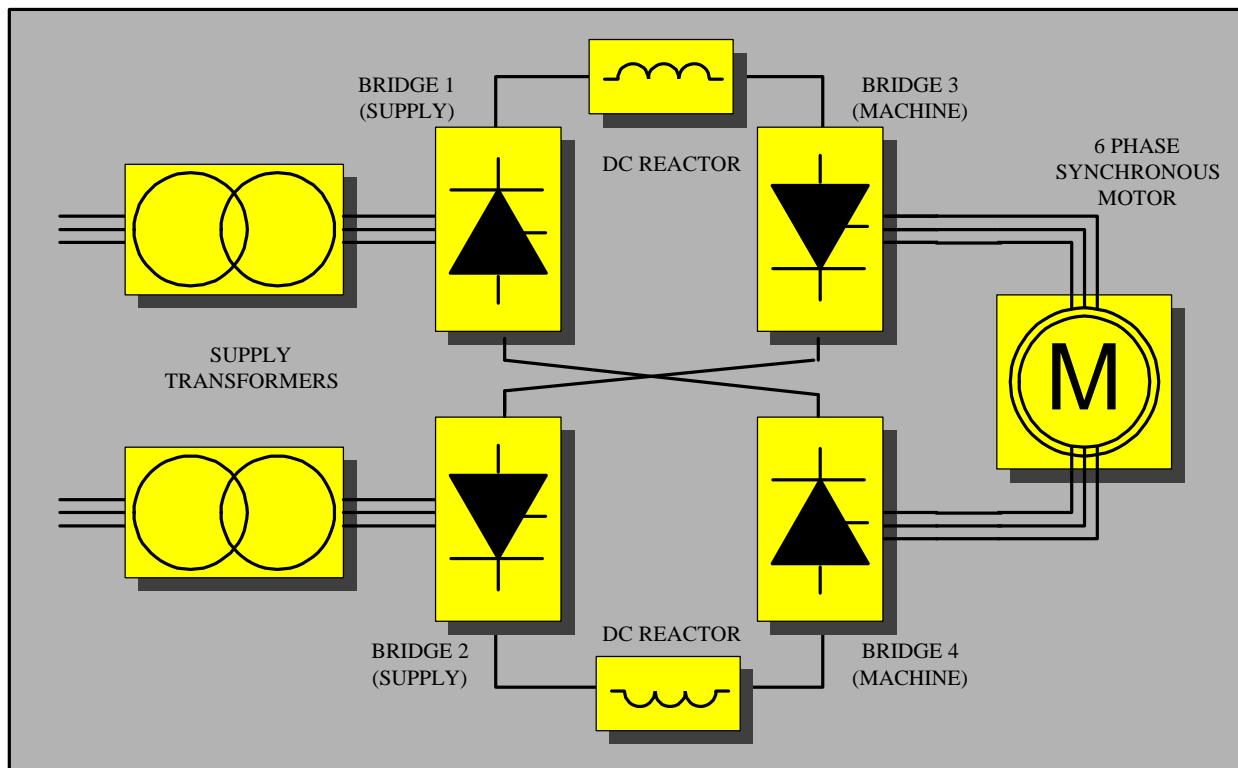 BRIDGE 1
(SUPPLY)
DC REACTOR
BRIDGE 3
(MACHINE)
6 PHASE
SYNCHRONOUS
MOTOR
SUPPLY
TRANSFORMERS
M
BRIDGE 2
(SUPPLY)
DC REACTOR
BRIDGE 4
(MACHINE)